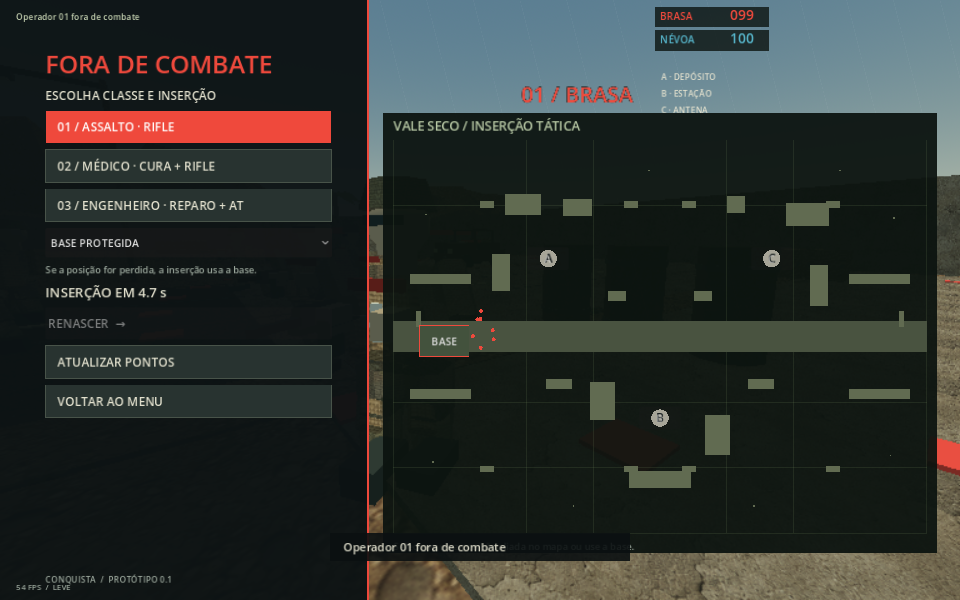 Operador 01 fora de combate
FORA DE COMBATE
ESCOLHA CLASSE E INSERÇÃO
01 / ASSALTO · RIFLE
02 / MÉDICO · CURA + RIFLE
03 / ENGENHEIRO · REPARO + AT
BASE PROTEGIDA
Se a posição for perdida, a inserção usa a base.
INSERÇÃO EM 4.7 s
RENASCER →
ATUALIZAR PONTOS
VOLTAR AO MENU
CONQUISTA / PROTÓTIPO 0.1
54 FPS / LEVE
BRASA 099
NÉVOA 100
A · DEPÓSITO
B · ESTAÇÃO
C · ANTENA
01 / BRASA
VALE SECO / INSERÇÃO TÁTICA
A
C
BASE
B
Operador 01 fora de combate